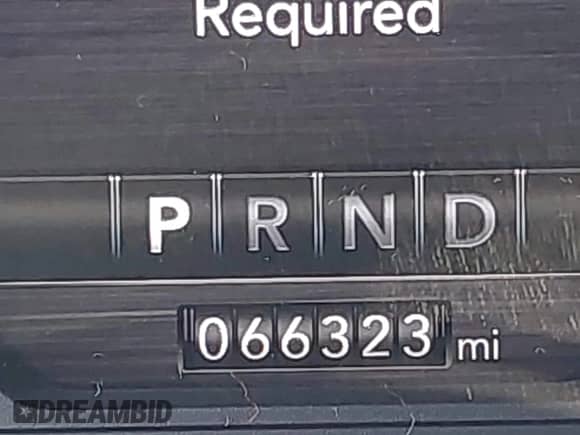 Required
P R N D
066323 mi
DREAMBID